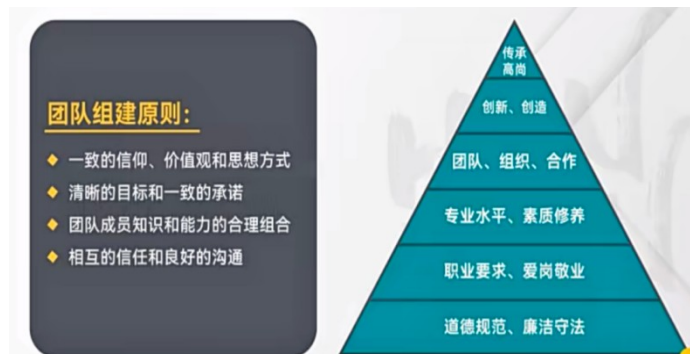 团队组建原则:
一致的信仰、价值观和思想方式
清晰的目标和一致的承诺
团队成员知识和能力的合理组合
相互的信任和良好的沟通
传承
高尚
创新、创造
团队、组织、合作
专业水平、素质修养
职业要求、爱岗敬业
道德规范、廉洁守法